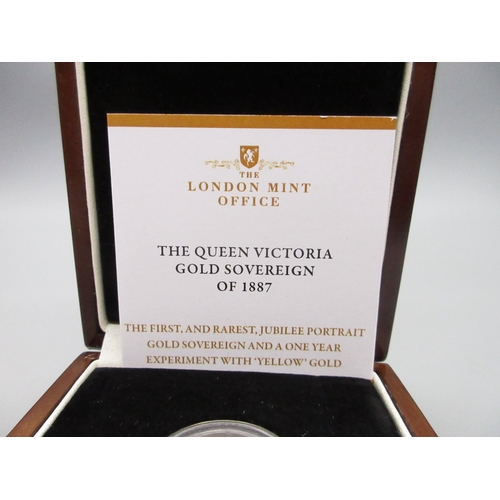 THE
LONDON MINT
OFFICE
THE QUEEN VICTORIA
GOLD SOVEREIGN
OF 1887
THE FIRST, AND RAREST, JUBILEE PORTRAIT
GOLD SOVEREIGN AND A ONE YEAR
EXPERIMENT WITH 'YELLOW' GOLD